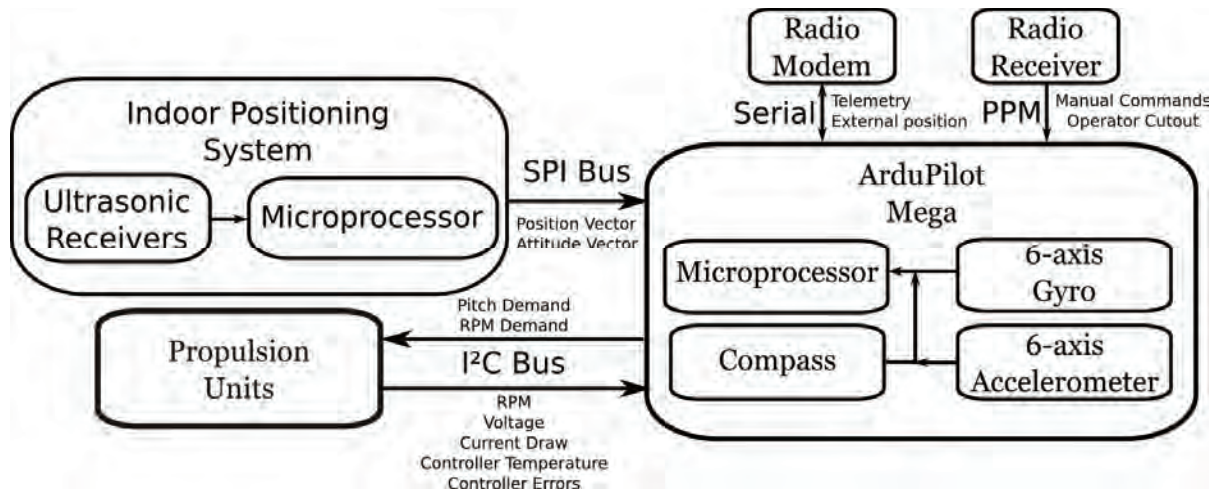 Radio
Modem
Radio
Receiver
Serial
Telemetry
External position
PPM
Manual Commands
Operator Cutout
Indoor Positioning
System
Ultrasonic
Receivers
Microprocessor
SPI Bus
Position Vector
Attitude Vector
ArduPilot
Mega
Microprocessor
6-axis
Gyro
Compass
6-axis
Accelerometer
Pitch Demand
RPM Demand
Propulsion
Units
I²C Bus
RPM
Voltage
Current Draw
Controller Temperature
Controller Errors